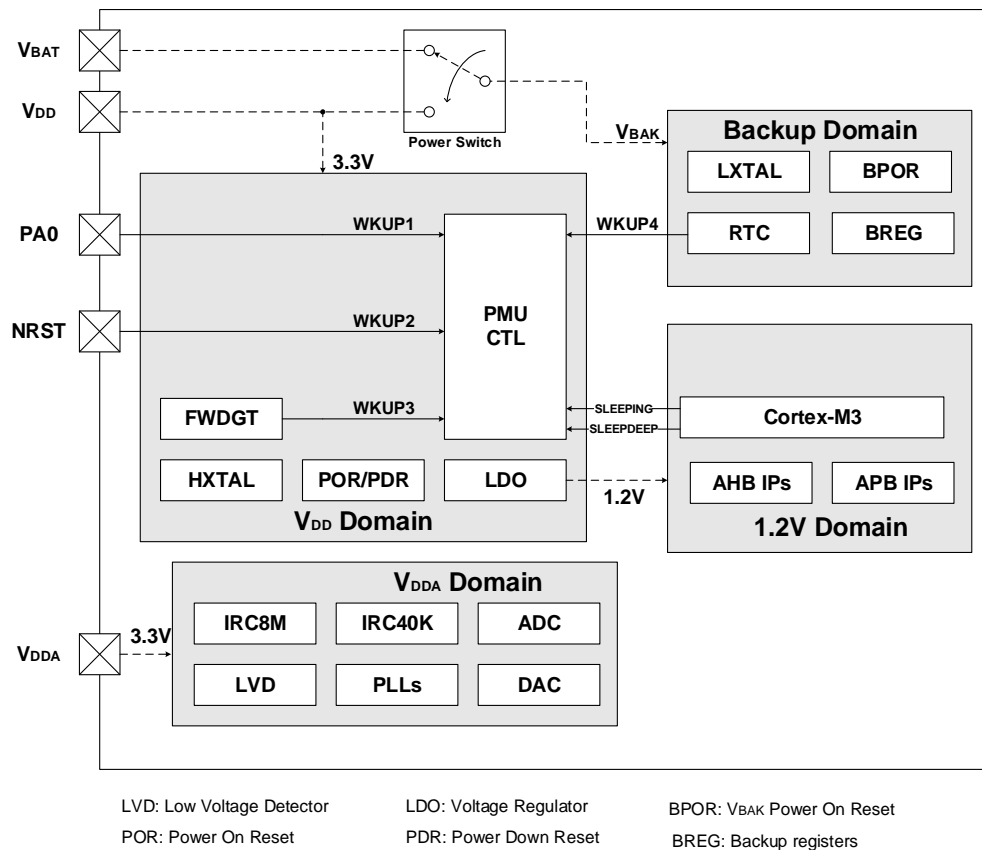 VBAT
VDD
Power Switch
VBAK
3.3V
Backup Domain
LXTAL
BPOR
RTC
BREG
PA0
WKUP1
WKUP4
NRST
WKUP2
PMU
CTL
FWDGT
WKUP3
SLEEPING
SLEEPDEEP
Cortex-M3
HXTAL
POR/PDR
LDO
1.2V
AHB IPs
APB IPs
VDD Domain
1.2V Domain
VDDA Domain
VDDA
3.3V
IRC8M
IRC40K
ADC
LVD
PLLs
DAC
LVD: Low Voltage Detector
LDO: Voltage Regulator
BPOR: VBAK Power On Reset
POR: Power On Reset
PDR: Power Down Reset
BREG: Backup registers